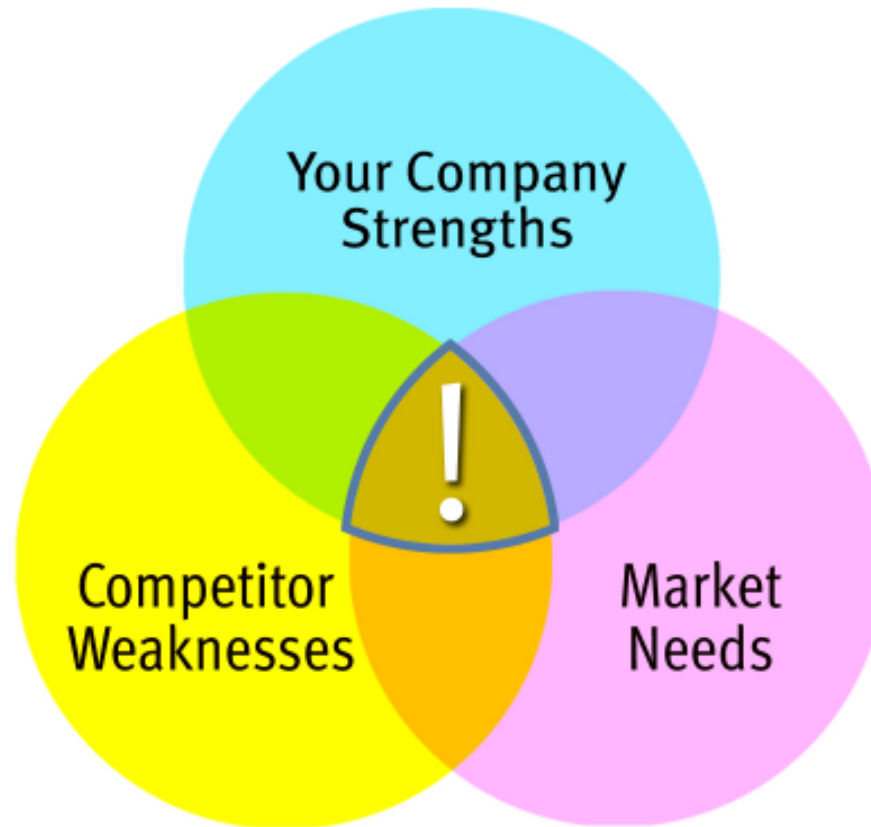 Your Company
Strengths
!
Competitor
Weaknesses
Market
Needs